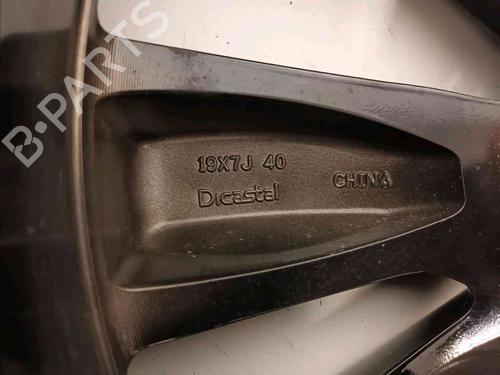 B-PARTS
19X7J 40
Dicastal
CHINA